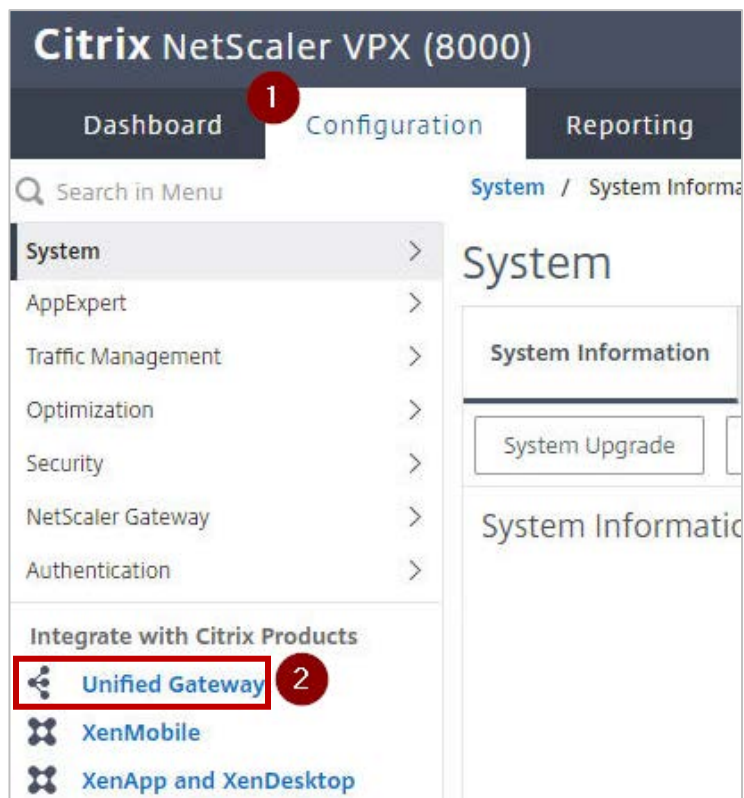 Citrix NetScaler VPX (8000)
1
Dashboard Configuration Reporting
Search in Menu
System / System Informa
System
AppExpert
Traffic Management
Optimization
Security
NetScaler Gateway
Authentication
Integrate with Citrix Products
Unified Gateway 2
XenMobile
XenApp and XenDesktop
System
System Information
System Upgrade
System Informatic